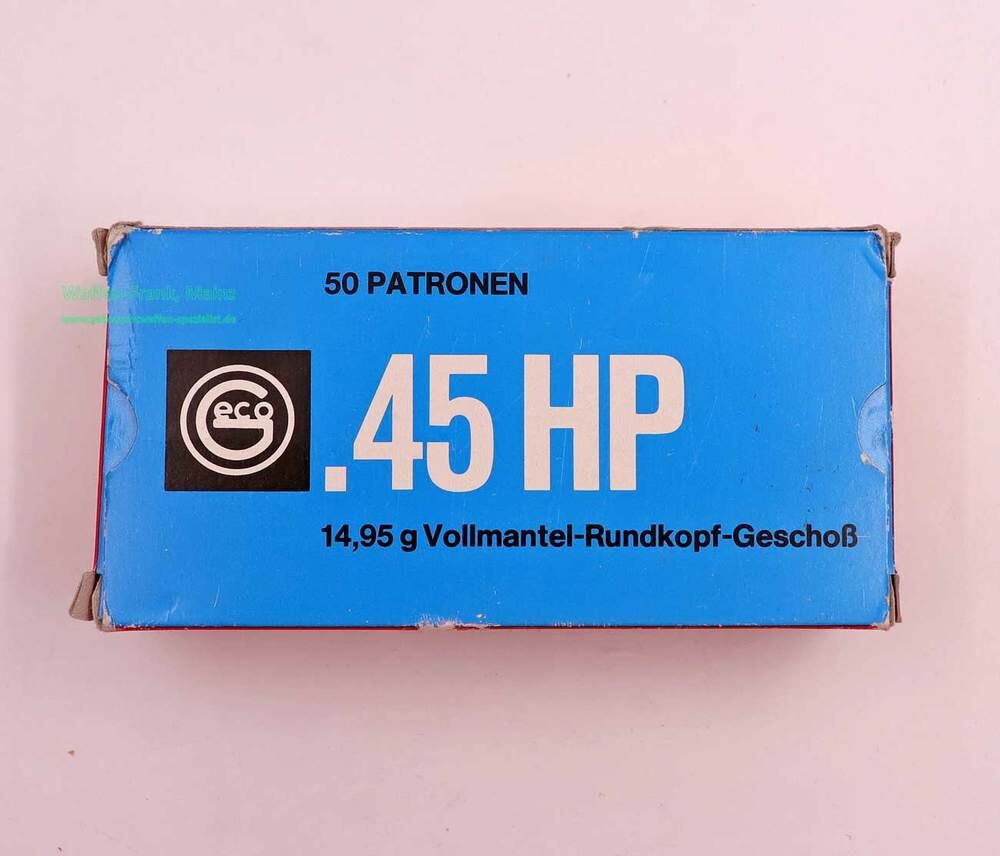 50 PATRONEN
Waffen Frank, Mainz
Geco
.45 HP
14,95 g Vollmantel-Rundkopf-Geschoß